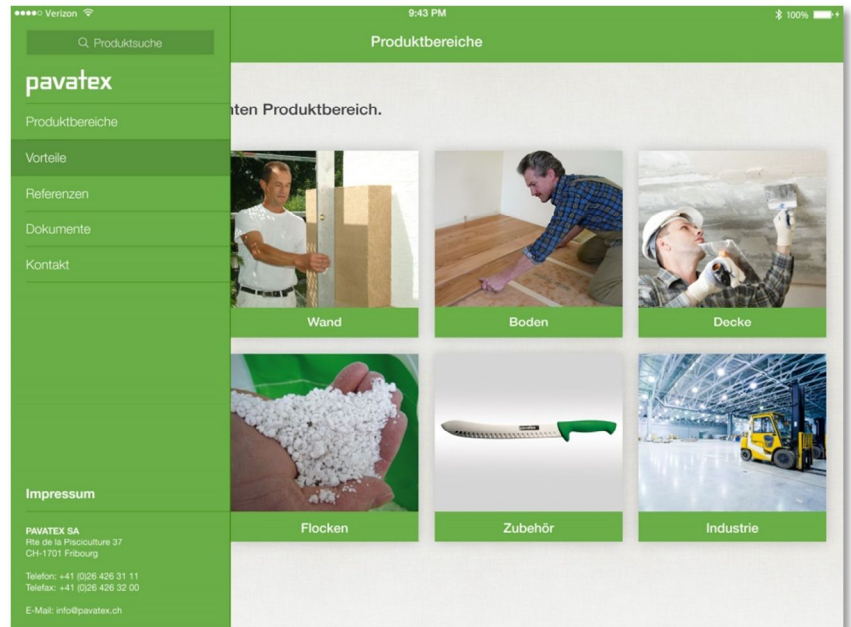 Verizon
9:43 PM
100%
Produktsuche
Produktbereiche
pavatex
Produktbereiche
Vorteile
Referenzen
Dokumente
Kontakt
nten Produktbereich.
Wand
Boden
Decke
pavatex
Flocken
Zubehör
Industrie
Impressum
PAVATEX SA
Rte de la Pisciculture 37
CH-1701 Fribourg
Telefon: +41 (0)26 426 31 11
Telefax: +41 (0)26 426 32 00
E-Mail: info@pavatex.ch